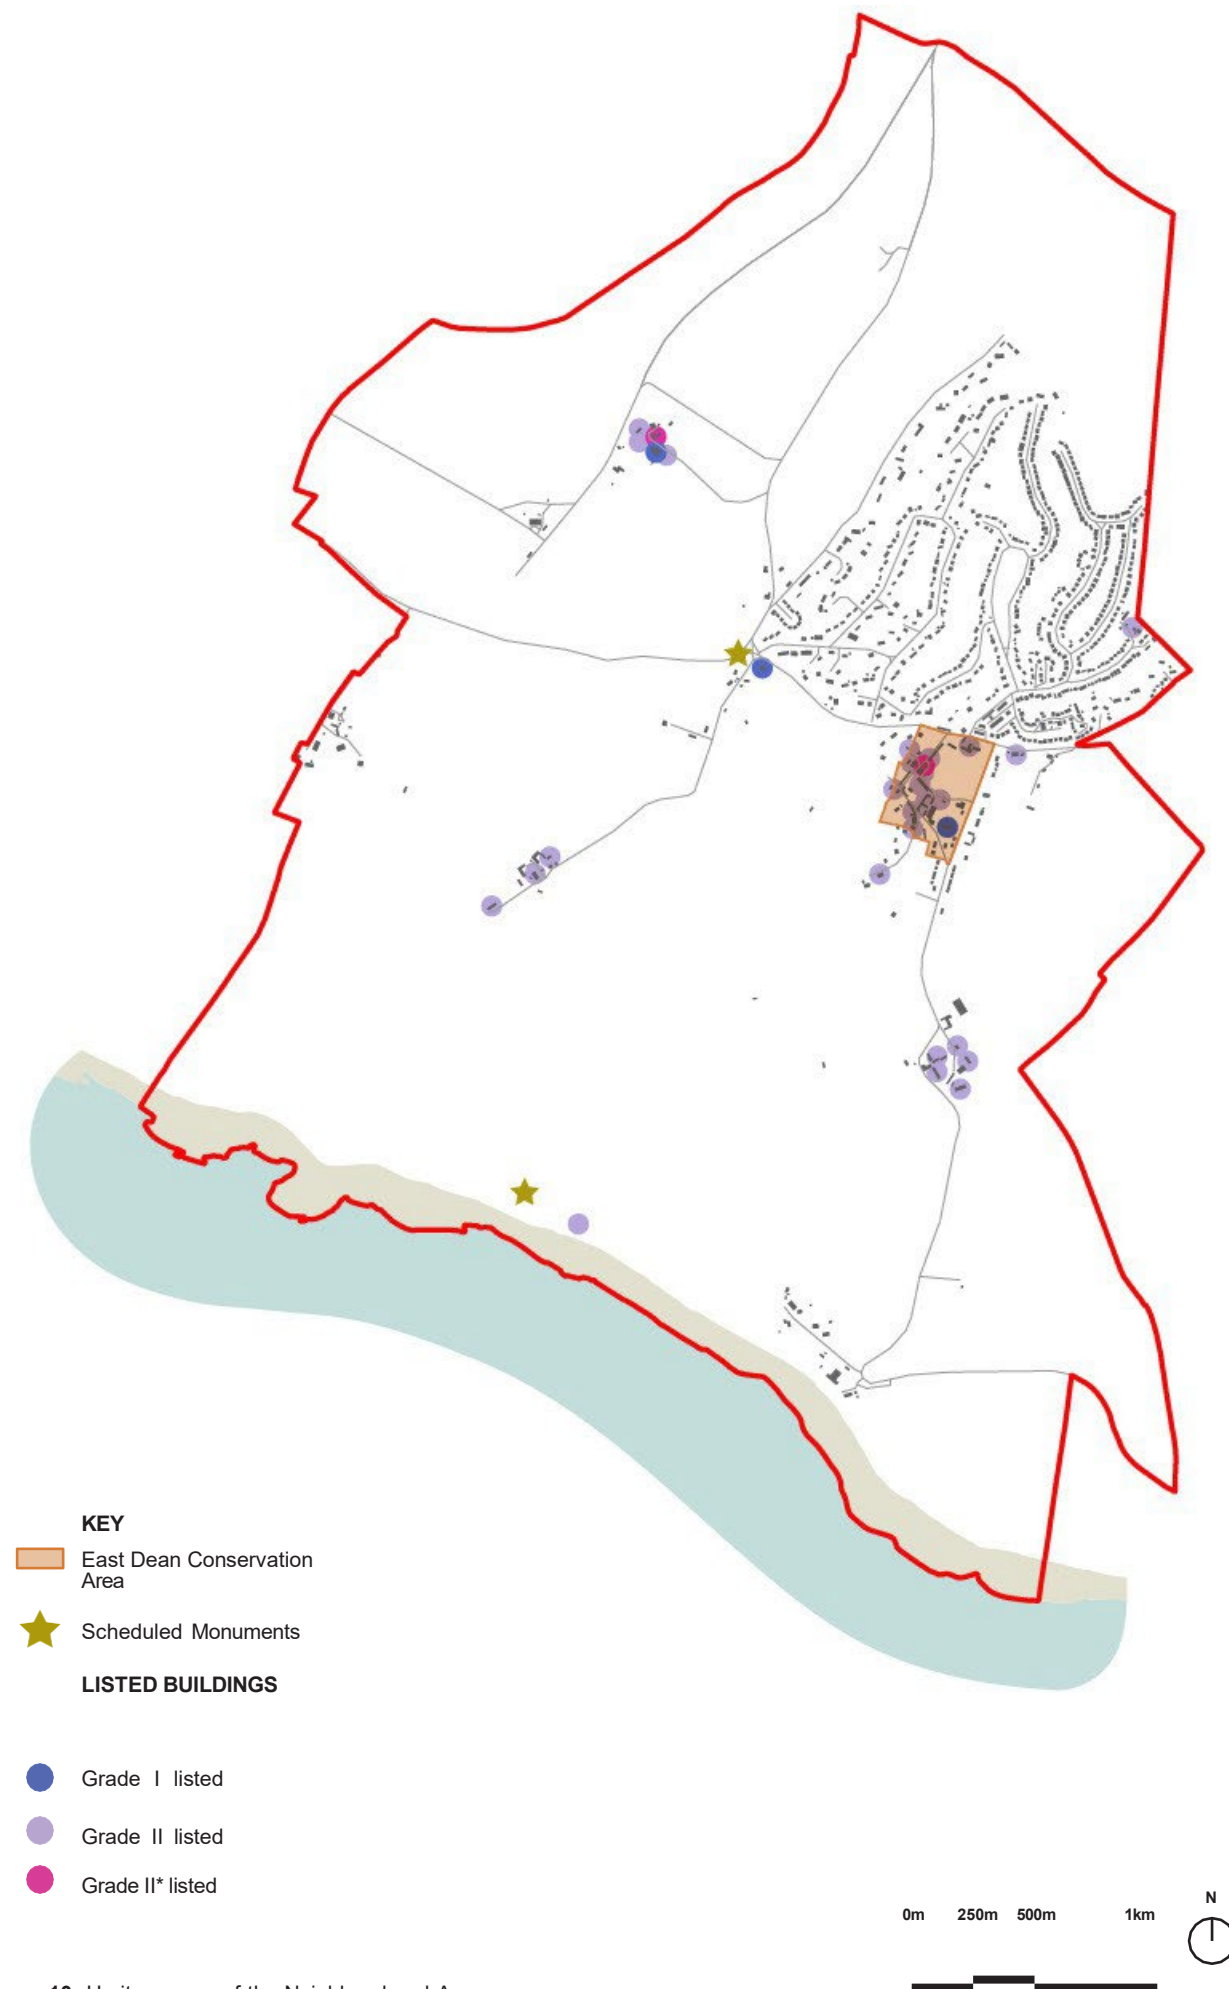 KEY
East Dean Conservation
Area
Scheduled Monuments
LISTED BUILDINGS
Grade I listed
Grade II listed
Grade II* listed
N
0m 250m 500m 1km